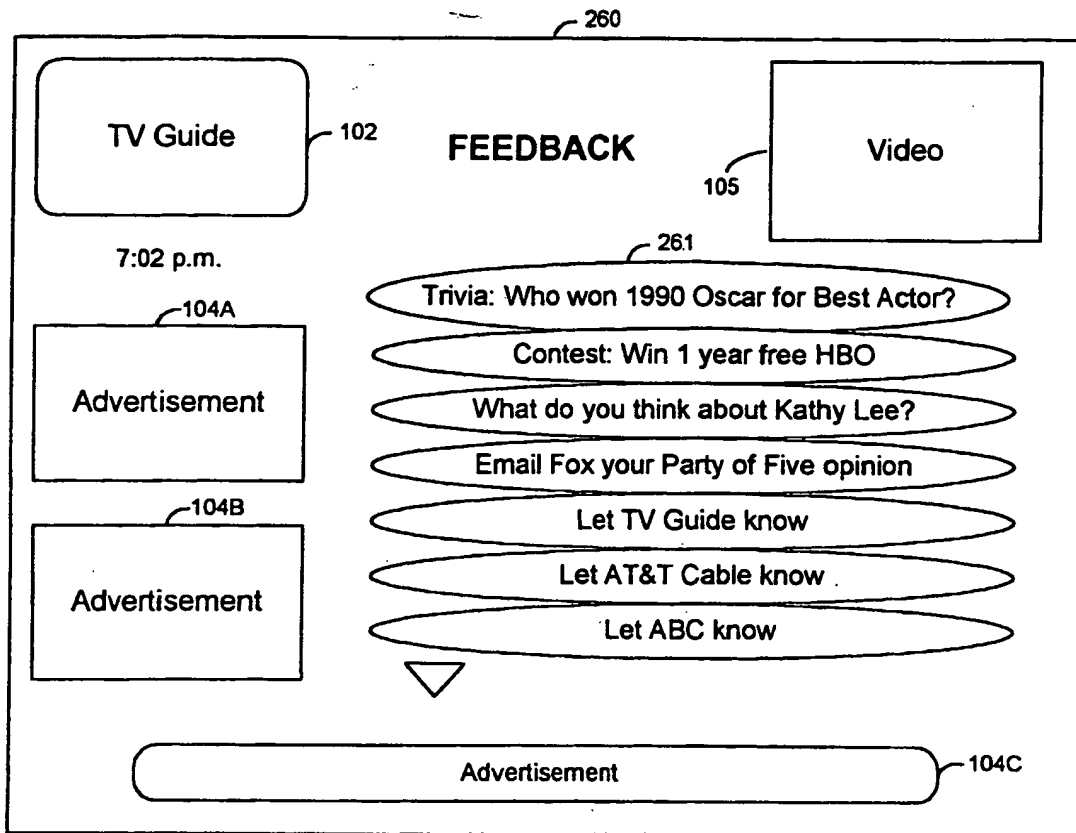 260
TV Guide
102
FEEDBACK
105
Video
7:02 p.m.
261
Trivia: Who won 1990 Oscar for Best Actor?
Contest: Win 1 year free HBO
What do you think about Kathy Lee?
Email Fox your Party of Five opinion
Let TV Guide know
Let AT&T Cable know
Let ABC know
104A
Advertisement
104B
Advertisement
Advertisement
104C